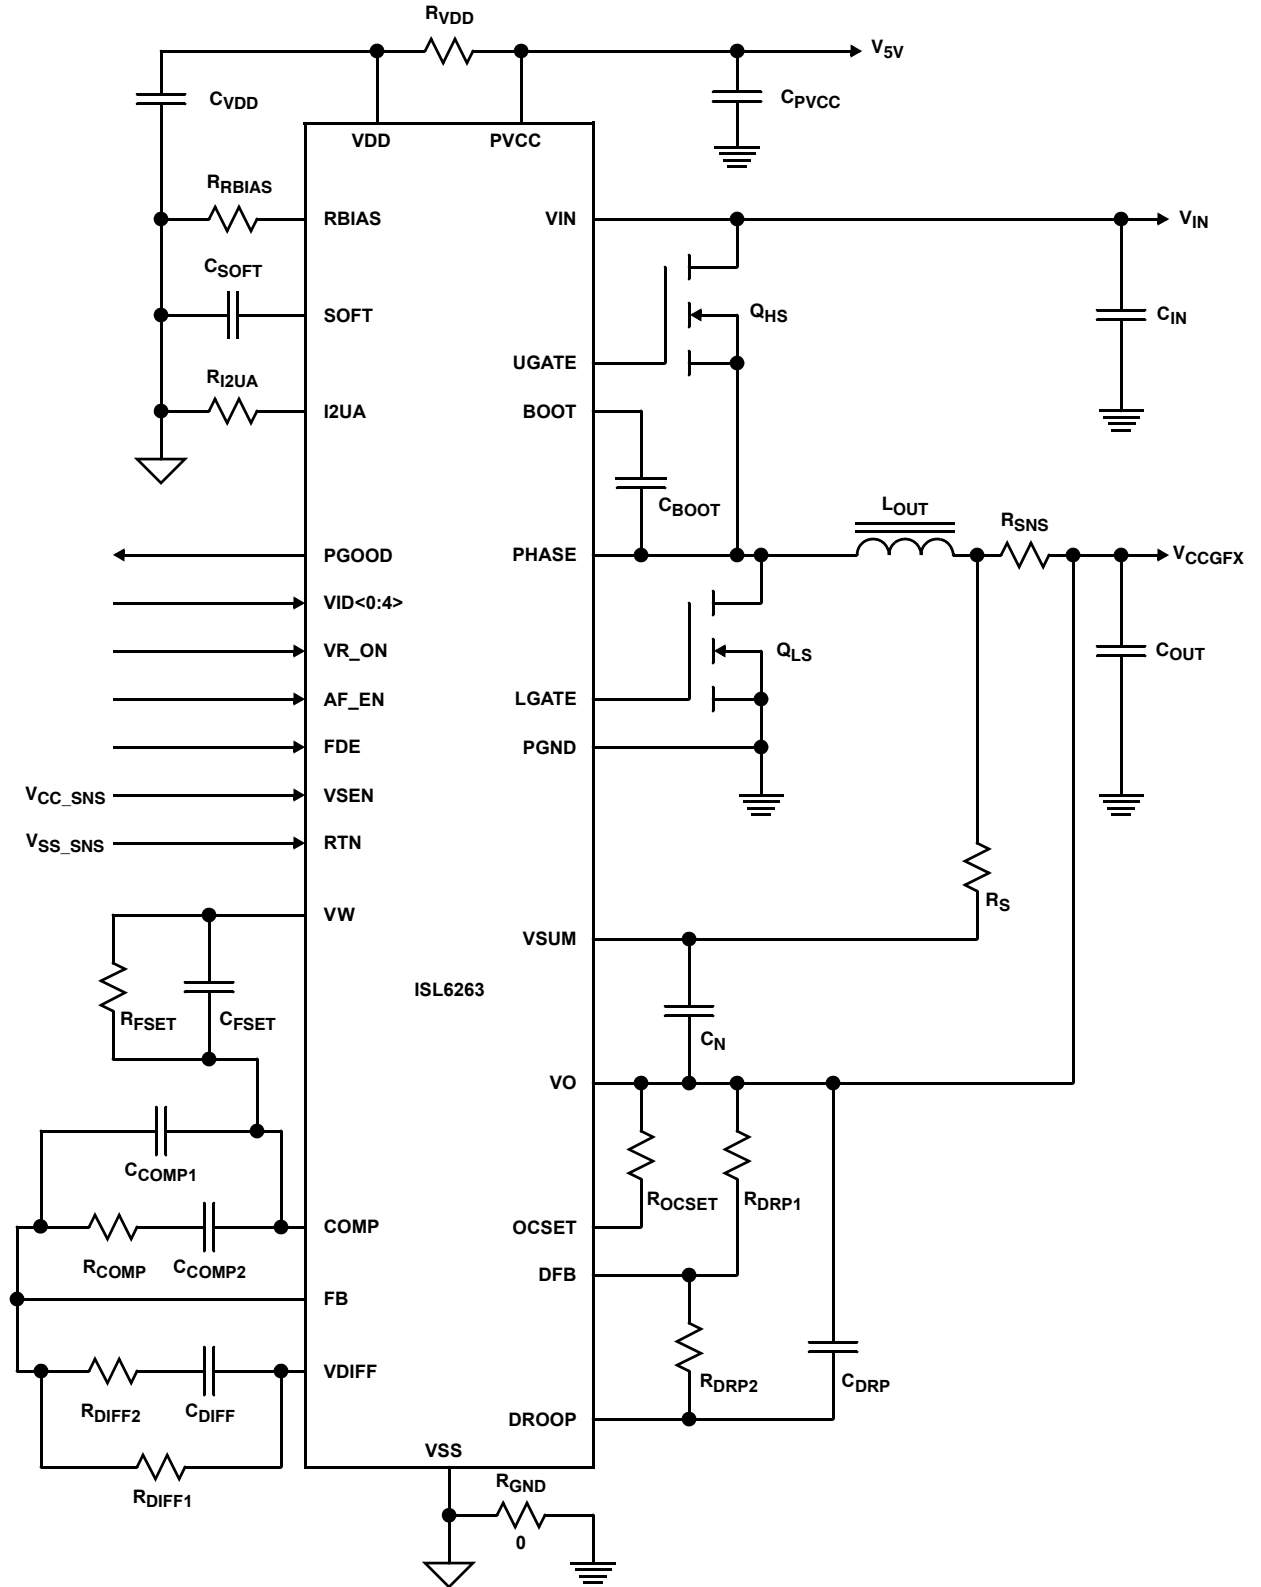 RVDD
V5V
CVDD
CPVCC
VDD
PVCC
RRBIAS
RBIAS
VIN
VIN
CSOFT
SOFT
QHS
CIN
RI2UA
UGATE
I2UA
BOOT
CBOOT
LOUT
RSNS
PGOOD
PHASE
VCCGFX
VID<0:4>
VR_ON
QLS
COUT
AF_EN
LGATE
FDE
PGND
VCC_SNS
VSEN
VSS_SNS
RTN
RS
VW
VSUM
ISL6263
RFSET
CFSET
CN
VO
CCOMP1
ROCSET
RDRP1
COMP
OCSET
RCOMP
CCOMP2
DFB
FB
VDIFF
RDRP2
CDRP
RDIFF2
CDIFF
DROOP
VSS
RGND
RDIFF1
0